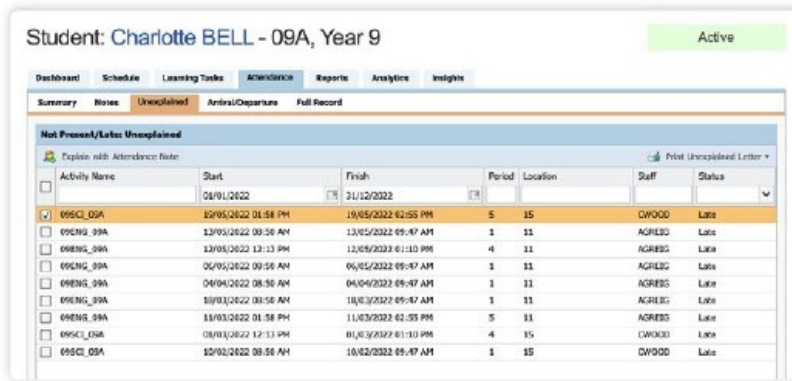 Student: Charlotte BELL - 09A, Year 9 Active
Dashboard Schedule Learning Tasks Attendance Reports Analytics Insights
Summary Notes Unexplained Arrival/Departure Full Record
Not Present/Late: Unexplained
Explain with Attendance Note Print Unexplained Letter
Activity Name Start Finish Period Location Staff Status
01/01/2022 31/12/2022
09SCI_09A 19/05/2022 01:58 PM 19/05/2022 02:55 PM 5 15 CWOOD Late
09ENG_09A 13/05/2022 08:50 AM 13/05/2022 09:47 AM 1 11 AGREIG Late
09ENG_09A 12/05/2022 12:13 PM 12/05/2022 01:10 PM 4 11 AGREIG Late
09ENG_09A 06/05/2022 08:50 AM 06/05/2022 09:47 AM 1 11 AGREIG Late
09ENG_09A 04/04/2022 08:50 AM 04/04/2022 09:47 AM 1 11 AGREIG Late
09ENG_09A 18/03/2022 08:50 AM 18/03/2022 09:47 AM 1 11 AGREIG Late
09ENG_09A 11/03/2022 01:58 PM 11/03/2022 02:55 PM 5 11 AGREIG Late
09SCI_09A 01/03/2022 12:13 PM 01/03/2022 01:10 PM 4 15 CWOOD Late
09SCI_09A 10/02/2022 08:50 AM 10/02/2022 09:47 AM 1 15 CWOOD Late